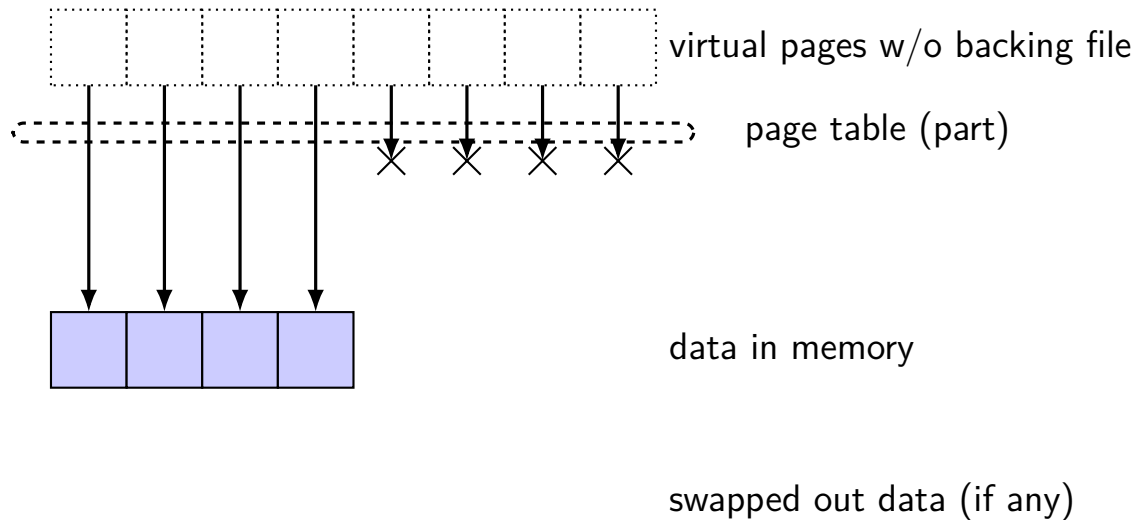 virtual pages w/o backing file
page table (part)
data in memory
swapped out data (if any)